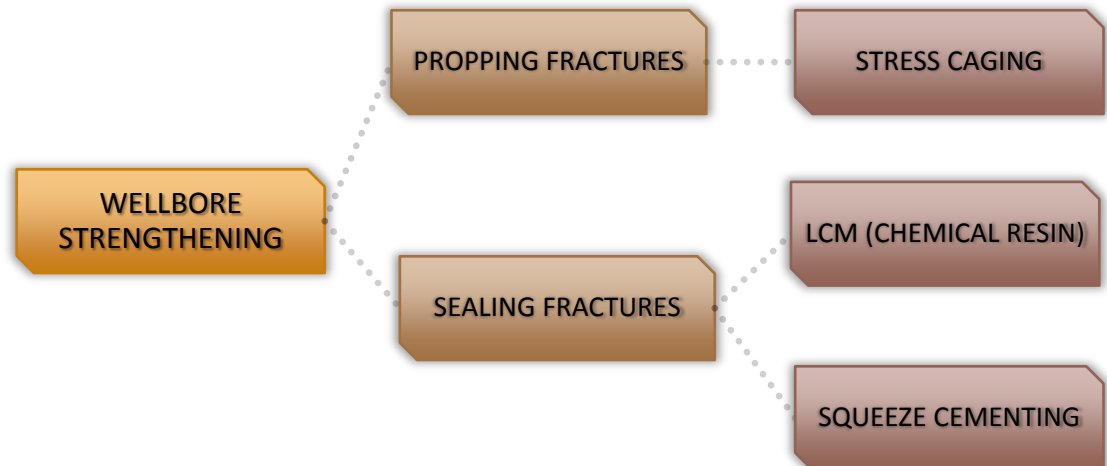 PROPPING FRACTURES
STRESS CAGING
WELLBORE
STRENGTHENING
LCM (CHEMICAL RESIN)
SEALING FRACTURES
SQUEEZE CEMENTING